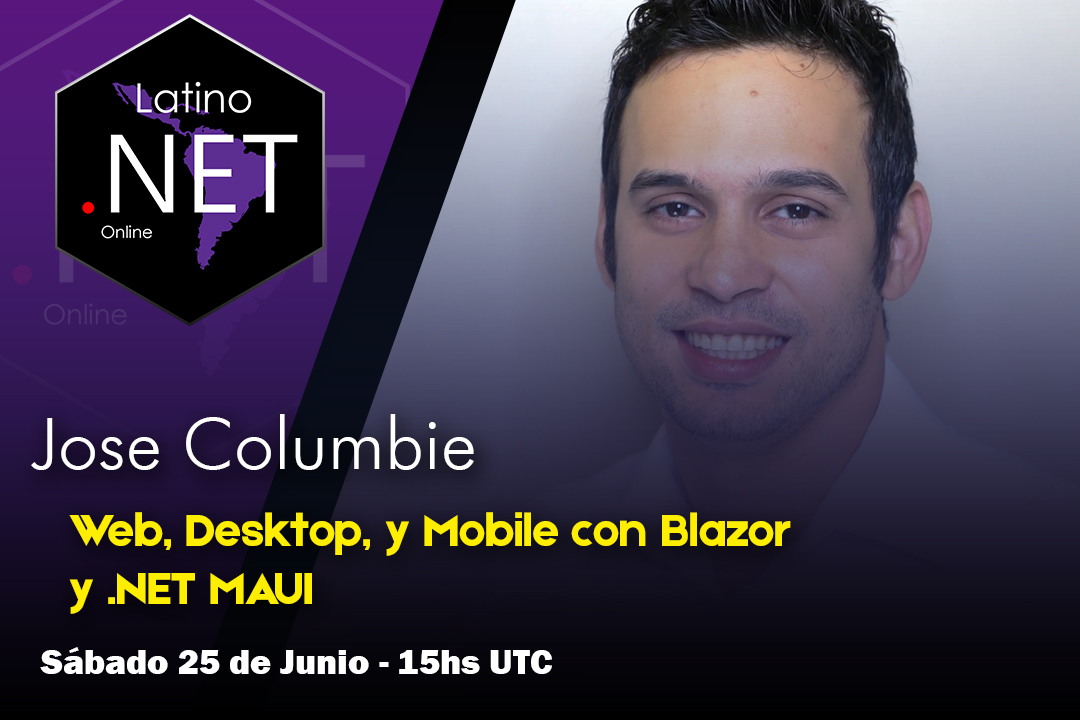 Latino
.NET
Online
Online
Jose Columbie
Web, Desktop, y Mobile con Blazor
y .NET MAUI
Sábado 25 de Junio - 15hs UTC